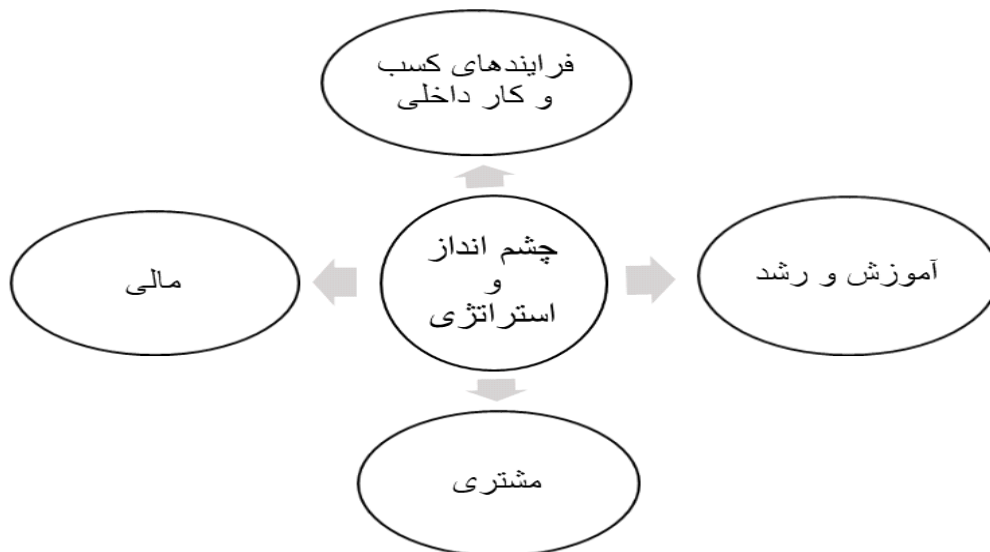 فرایندهای کسب
و کار داخلی
چشم انداز
و
استراتژی
آموزش و رشد
مالی
مشتری